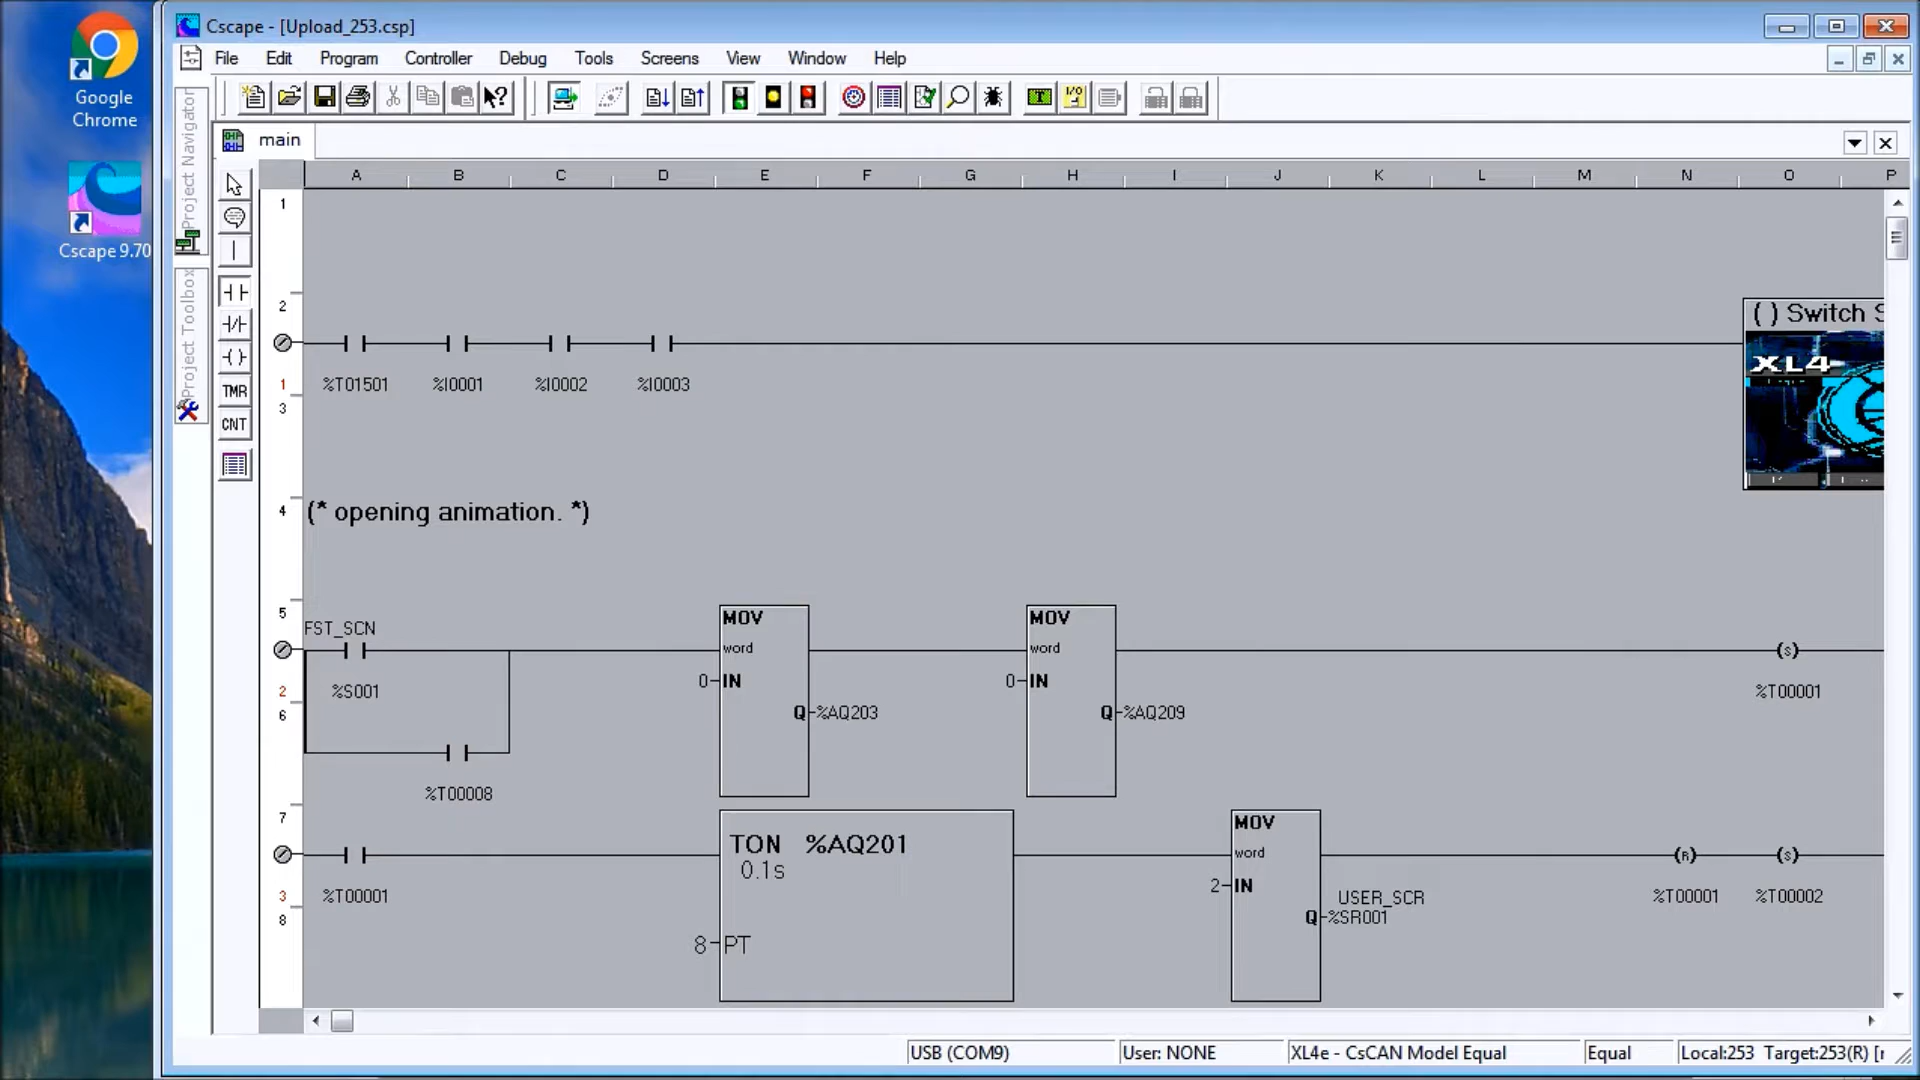 Google
Chrome
Cscape 9.70
Cscape - [Upload_253.csp]
File Edit Program Controller Debug Tools Screens View Window Help
Project Navigator
Project Toolbox
main
TMR
CNT
A B C D E F G H I J K L M N O P
1
2
( ) Switch S
XL4
%T01501 %I0001 %I0002 %I0003
1
3
4 (* opening animation. *)
5
FST_SCN
MOV
word
0 IN
Q %AQ203
MOV
word
0 IN
Q %AQ209
(S)
2
%S001
%T00001
6
%T00008
7
TON %AQ201
0.1s
8 PT
MOV
word
2 IN
USER_SCR
Q %SR001
(R) (S)
3
%T00001
%T00001 %T00002
8
USB (COM9) User: NONE XL4e - CsCAN Model Equal Equal Local:253 Target:253(R) [r